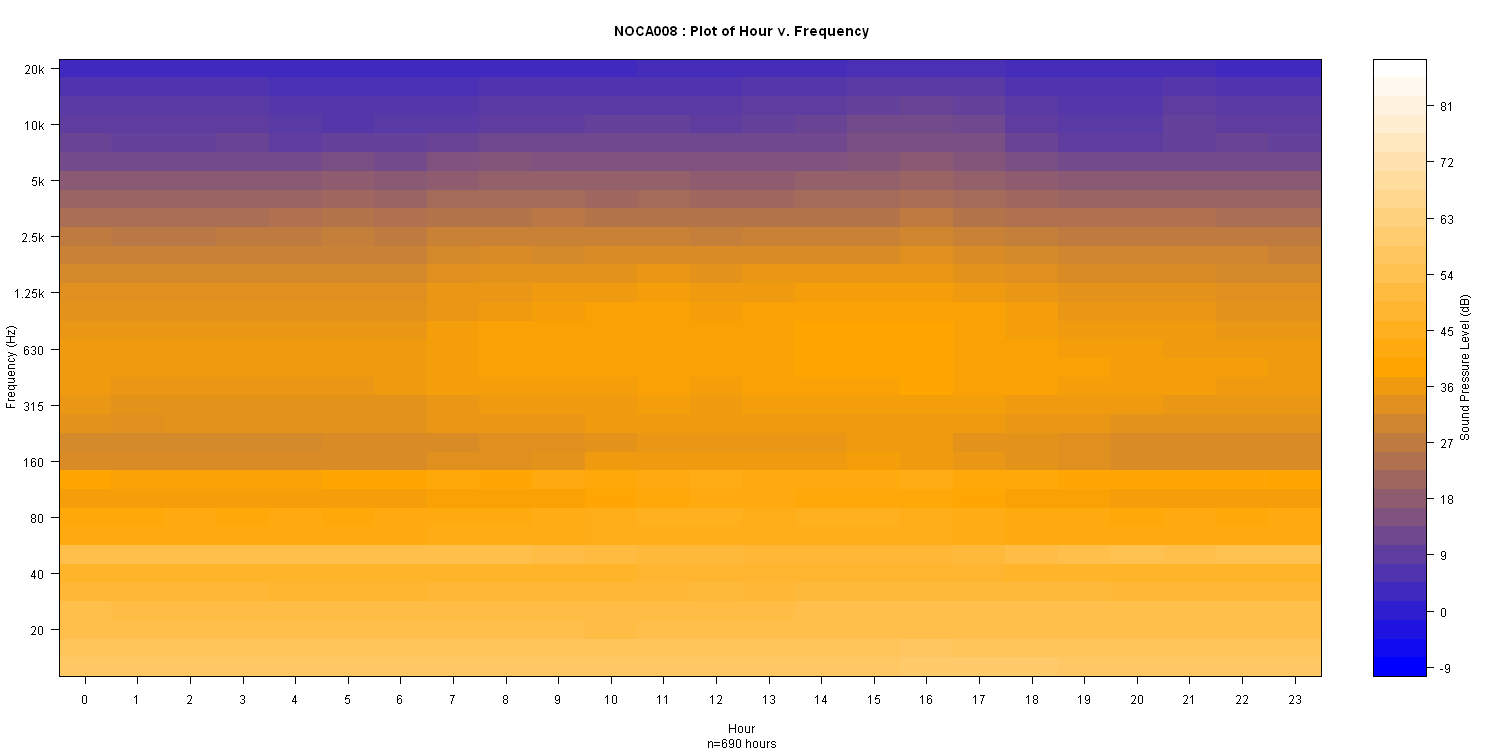 NOCA008 : Plot of Hour v. Frequency
20k
10k
5k
2.5k
1.25k
630
315
160
80
40
20
Frequency (Hz)
0 1 2 3 4 5 6 7 8 9 10 11 12 13 14 15 16 17 18 19 20 21 22 23
Hour
n=690 hours
81
72
63
54
45
36
27
18
9
0
-9
Sound Pressure Level (dB)